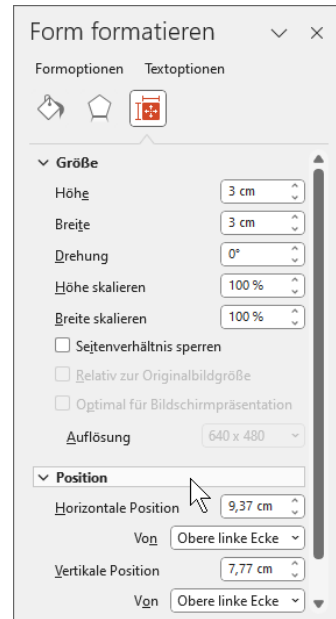 Form formatieren
Formoptionen Textoptionen
Größe
Höhe 3 cm
Breite 3 cm
Drehung 0°
Höhe skalieren 100 %
Breite skalieren 100 %
Seitenverhältnis sperren
Relativ zur Originalbildgröße
Optimal für Bildschirmpräsentation
Auflösung 640 x 480
Position
Horizontale Position 9,37 cm
Von Obere linke Ecke
Vertikale Position 7,77 cm
Von Obere linke Ecke